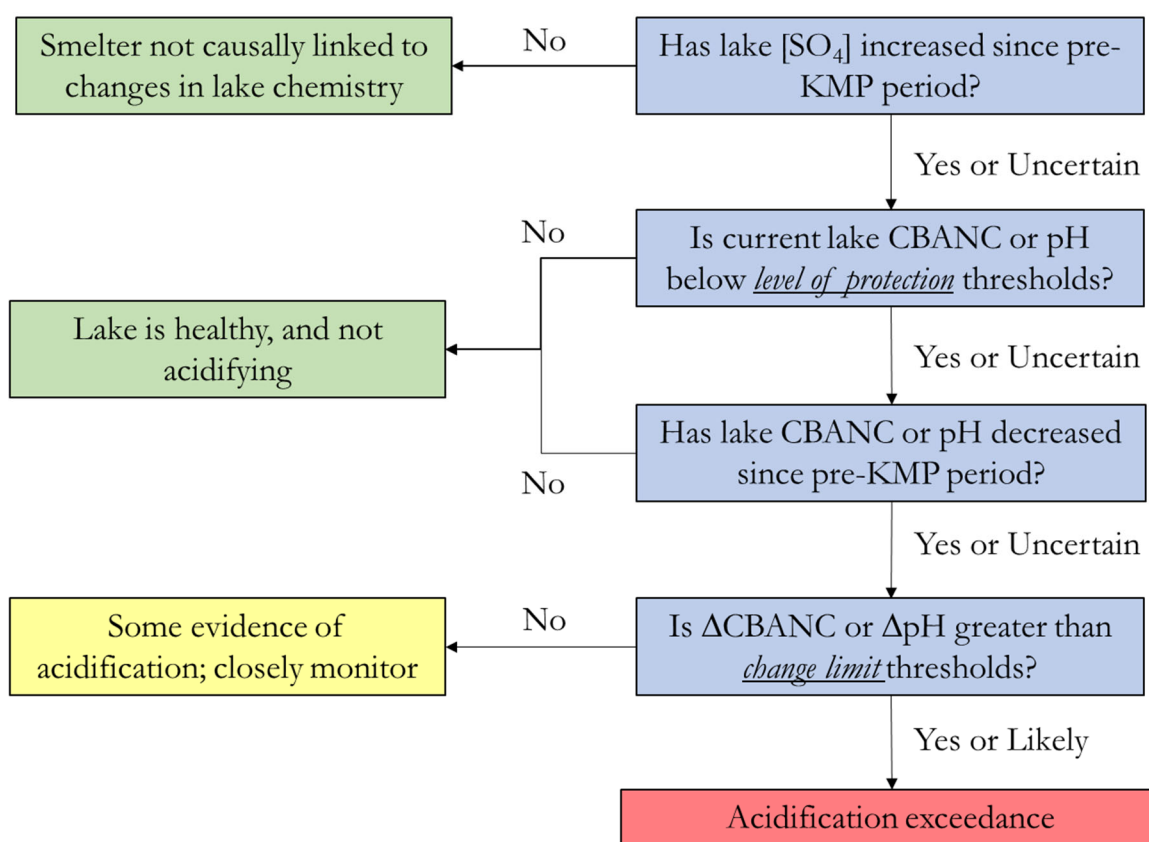 Smelter not causally linked to
changes in lake chemistry
No
Has lake [SO₄] increased since pre-
KMP period?
Yes or Uncertain
No
Is current lake CBANC or pH
below level of protection thresholds?
Lake is healthy, and not
acidifying
Yes or Uncertain
Has lake CBANC or pH decreased
since pre-KMP period?
No
Yes or Uncertain
Some evidence of
acidification; closely monitor
No
Is ΔCBANC or ΔpH greater than
change limit thresholds?
Yes or Likely
Acidification exceedance